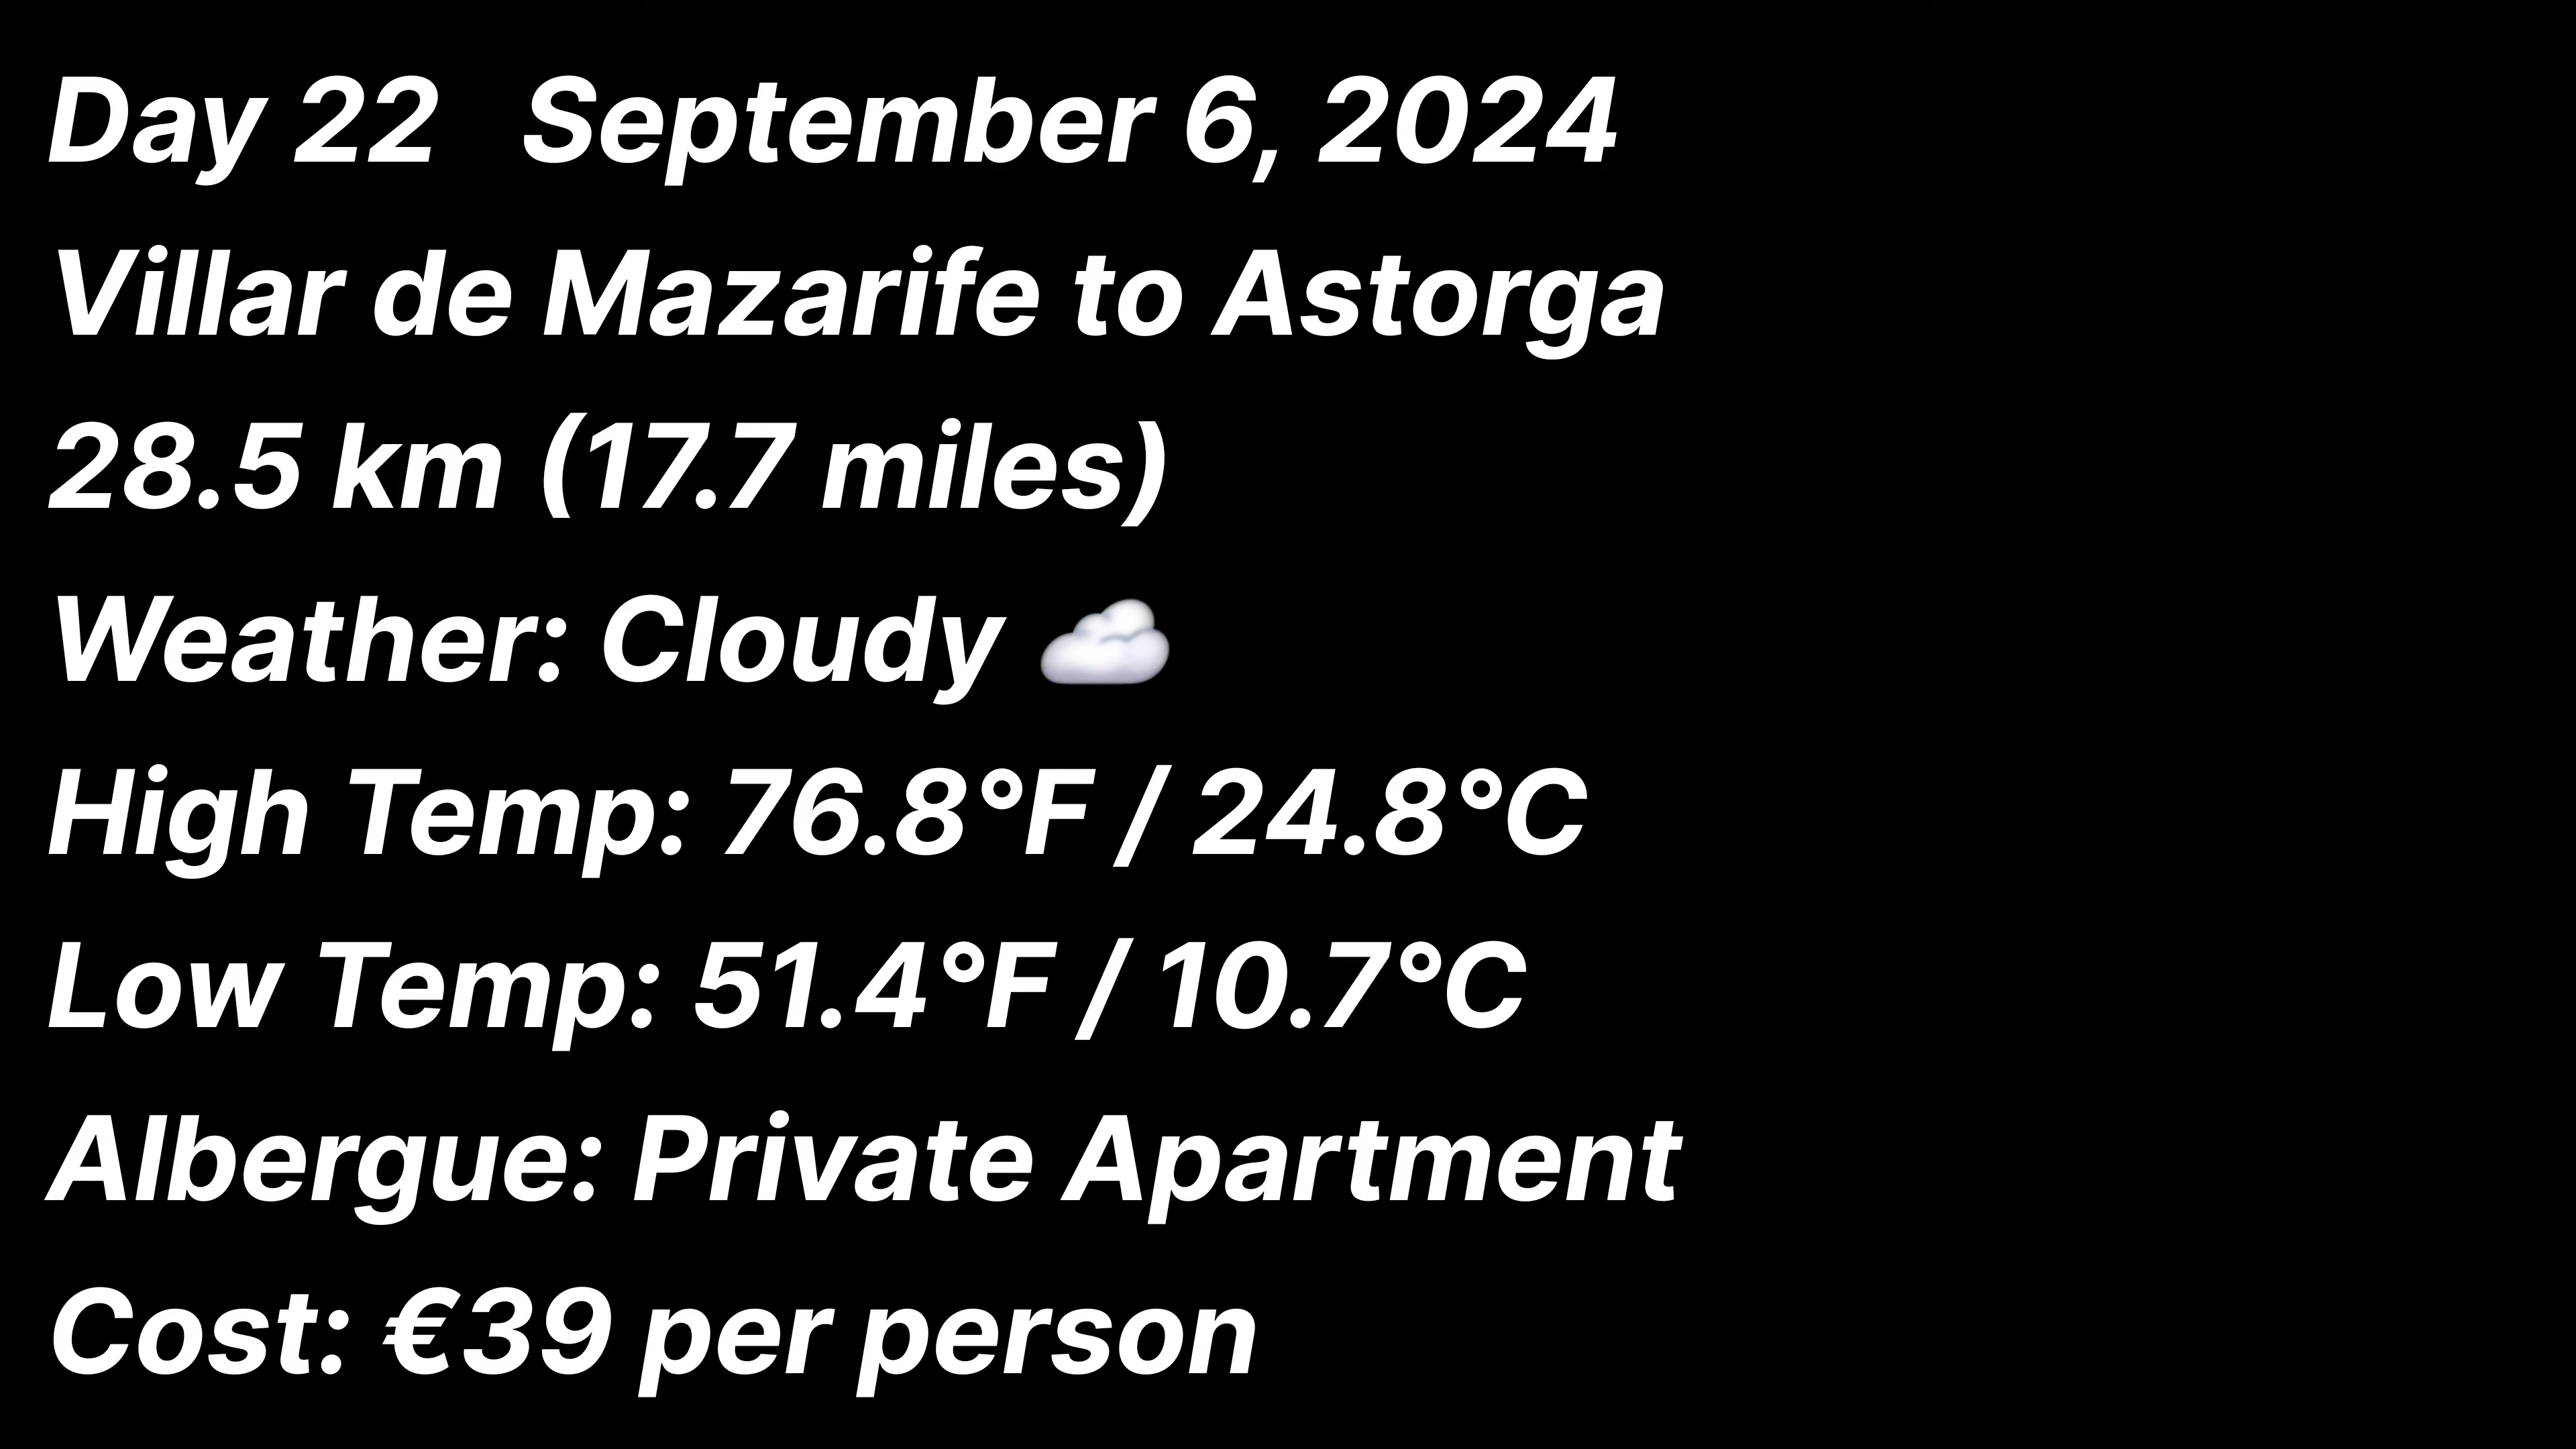 Day 22   September 6, 2024
Villar de Mazarife to Astorga
28.5 km (17.7 miles)
Weather: Cloudy ☁️
High Temp: 76.8°F / 24.8°C
Low Temp: 51.4°F / 10.7°C
Albergue: Private Apartment
Cost: €39 per person